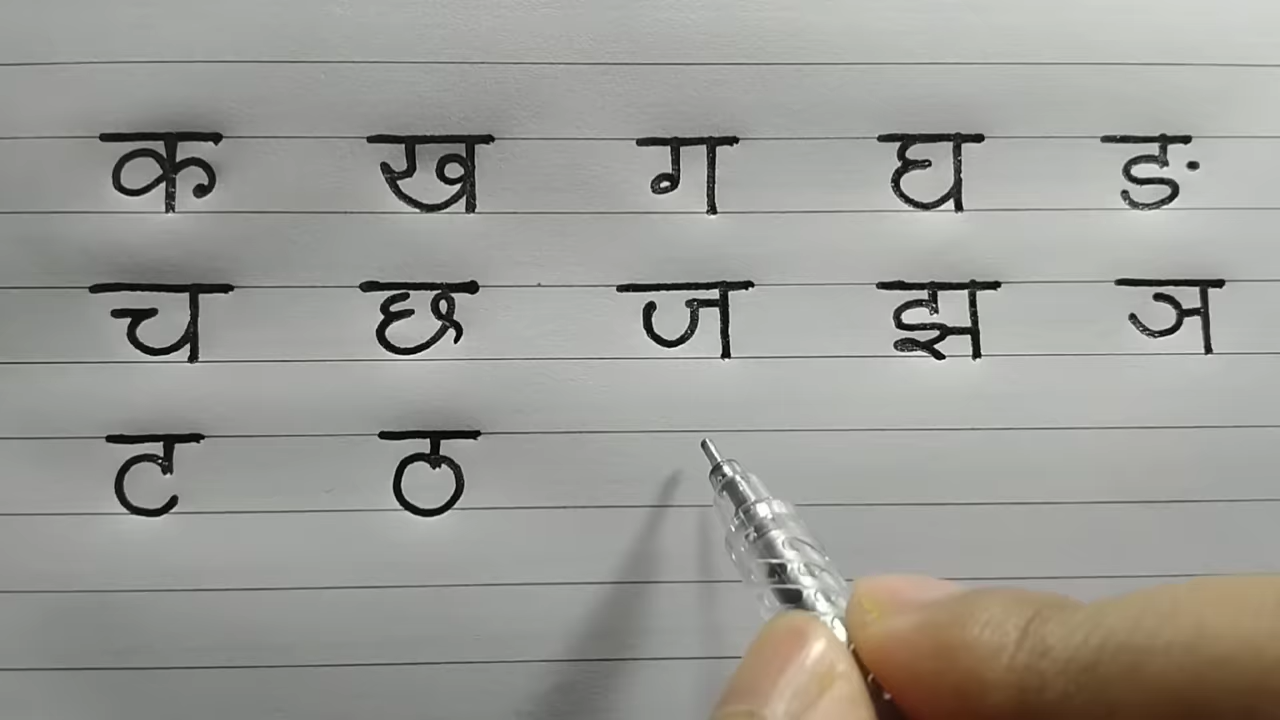 क ख ग घ ङ
च छ ज झ ञ
ट ठ